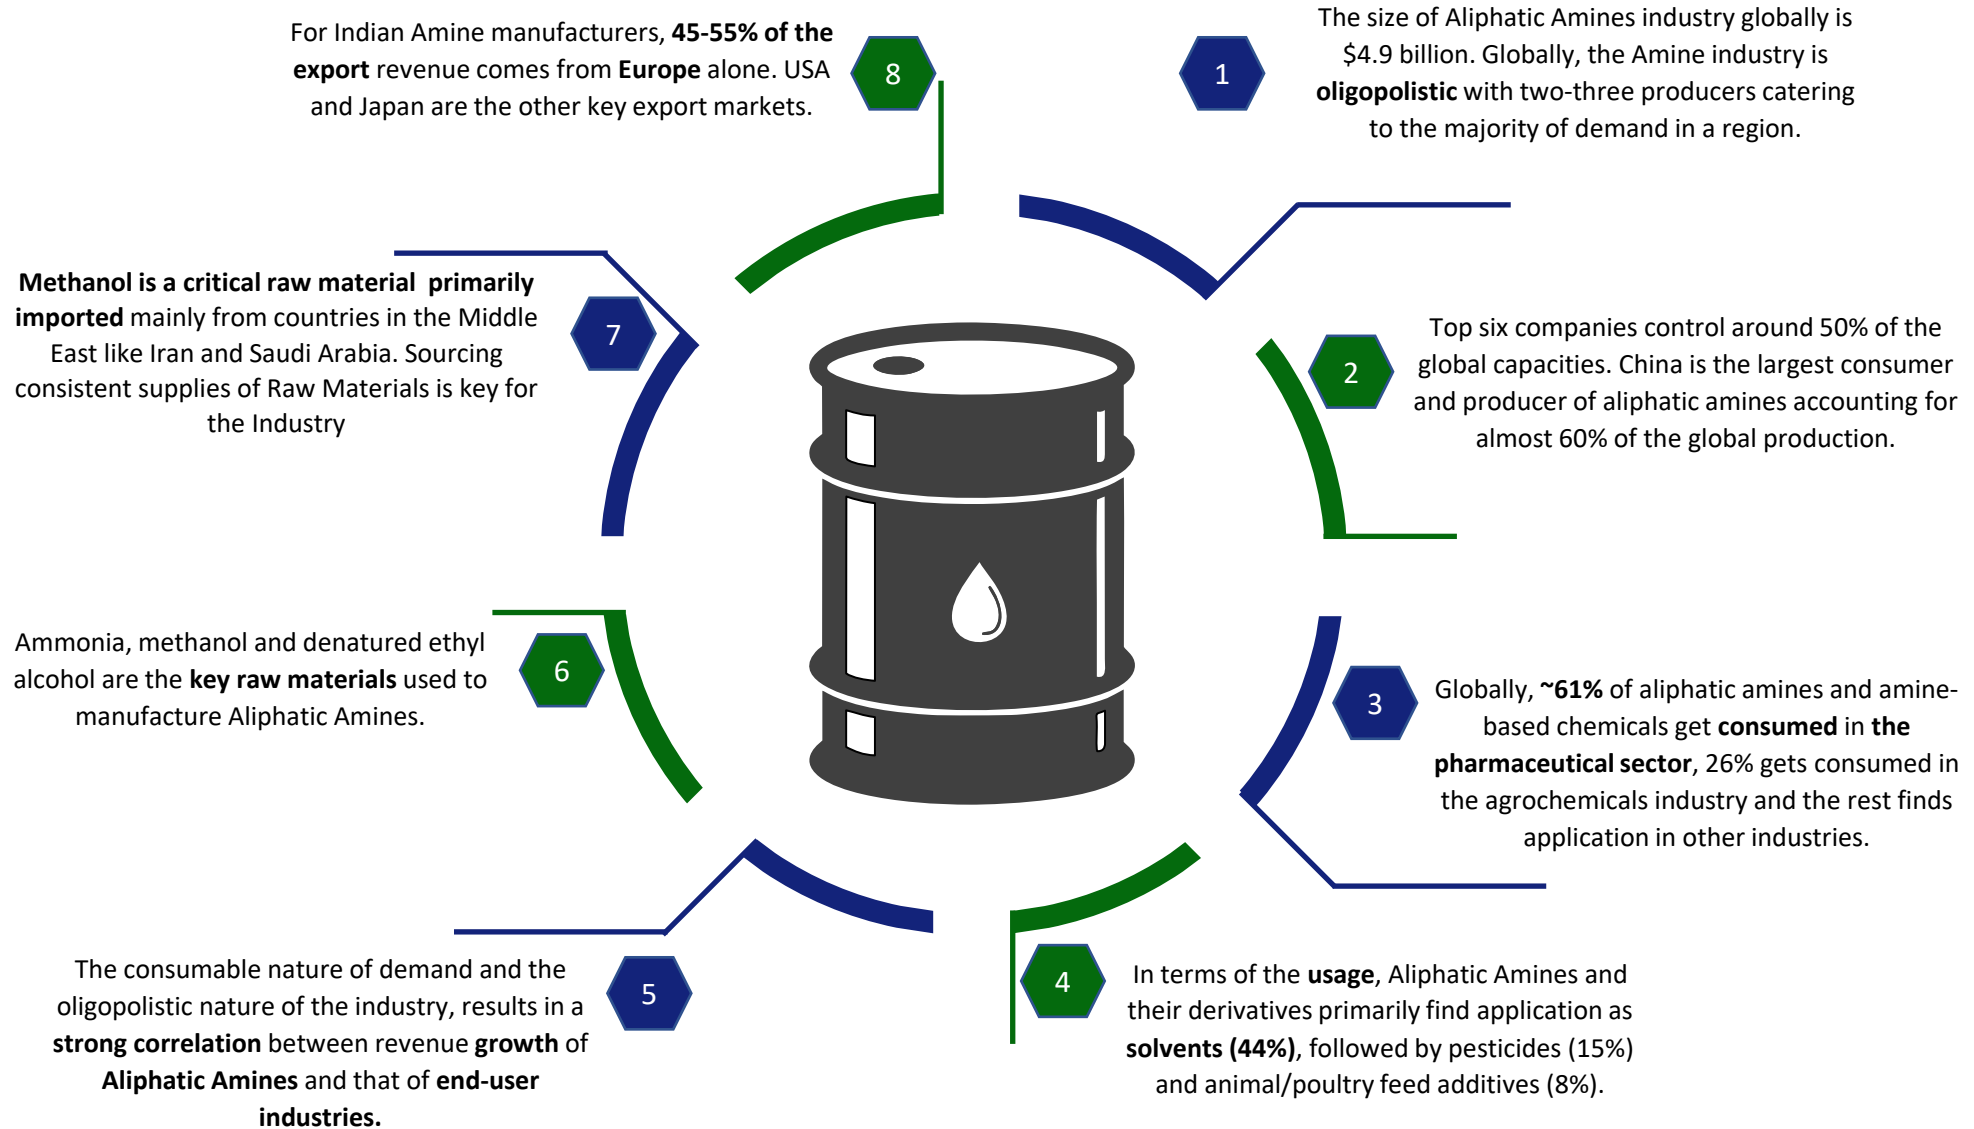 1
The size of Aliphatic Amines industry globally is
$4.9 billion. Globally, the Amine industry is
oligopolistic with two-three producers catering
to the majority of demand in a region.
2
Top six companies control around 50% of the
global capacities. China is the largest consumer
and producer of aliphatic amines accounting for
almost 60% of the global production.
3
Globally, ~61% of aliphatic amines and amine-
based chemicals get consumed in the
pharmaceutical sector, 26% gets consumed in
the agrochemicals industry and the rest finds
application in other industries.
4
In terms of the usage, Aliphatic Amines and
their derivatives primarily find application as
solvents (44%), followed by pesticides (15%)
and animal/poultry feed additives (8%).
5
The consumable nature of demand and the
oligopolistic nature of the industry, results in a
strong correlation between revenue growth of
Aliphatic Amines and that of end-user
industries.
6
Ammonia, methanol and denatured ethyl
alcohol are the key raw materials used to
manufacture Aliphatic Amines.
7
Methanol is a critical raw material primarily
imported mainly from countries in the Middle
East like Iran and Saudi Arabia. Sourcing
consistent supplies of Raw Materials is key for
the Industry
8
For Indian Amine manufacturers, 45-55% of the
export revenue comes from Europe alone. USA
and Japan are the other key export markets.